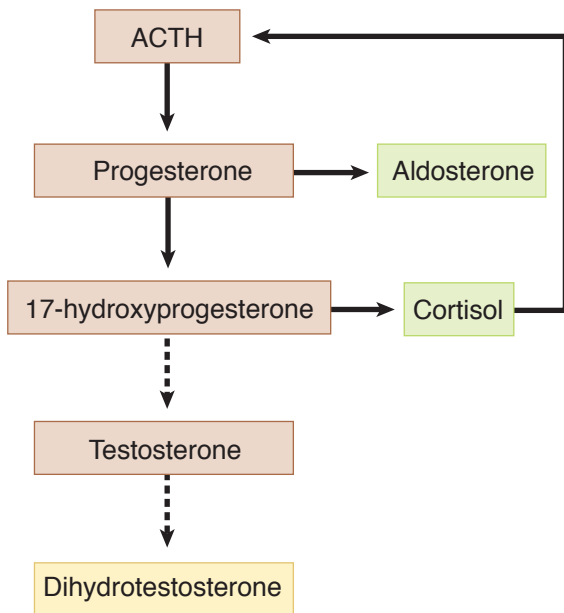 ACTH
Progesterone
Aldosterone
17-hydroxyprogesterone
Cortisol
Testosterone
Dihydrotestosterone